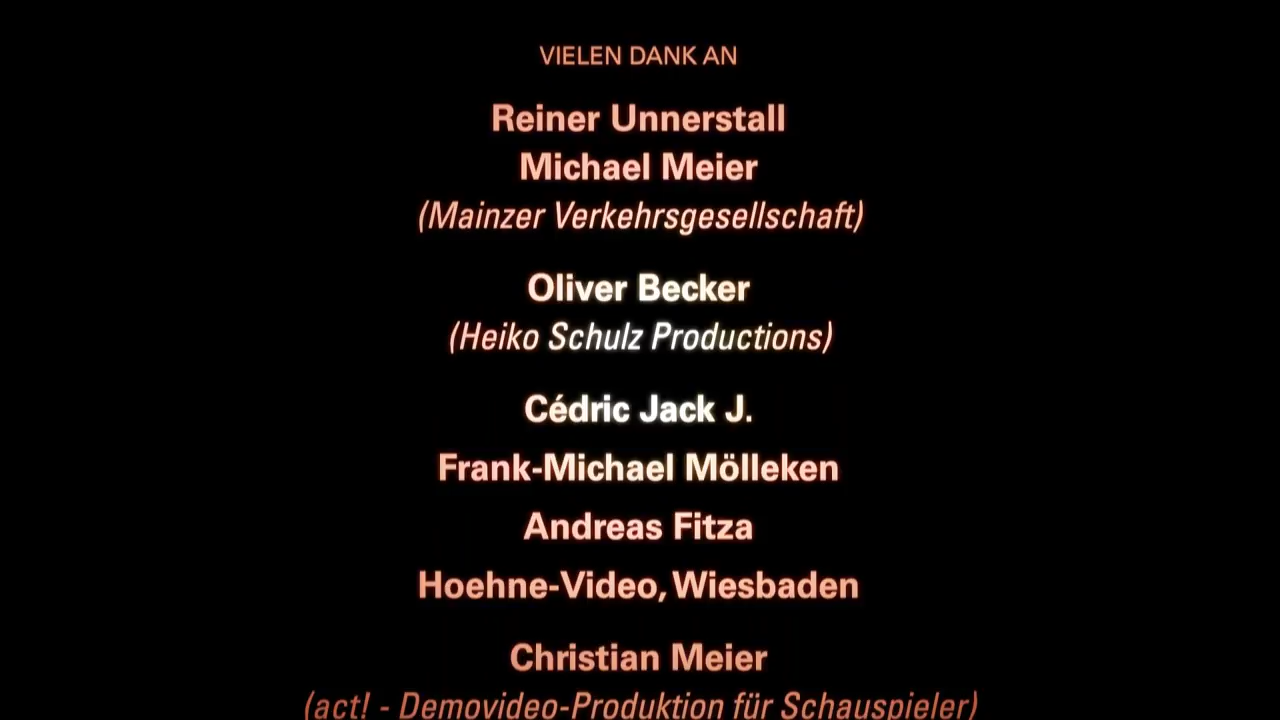 VIELEN DANK AN
Reiner Unnerstall
Michael Meier
(Mainzer Verkehrsgesellschaft)
Oliver Becker
(Heiko Schulz Productions)
Cédric Jack J.
Frank-Michael Mölleken
Andreas Fitza
Hoehne-Video, Wiesbaden
Christian Meier
(act! - Demovideo-Produktion für Schauspieler)